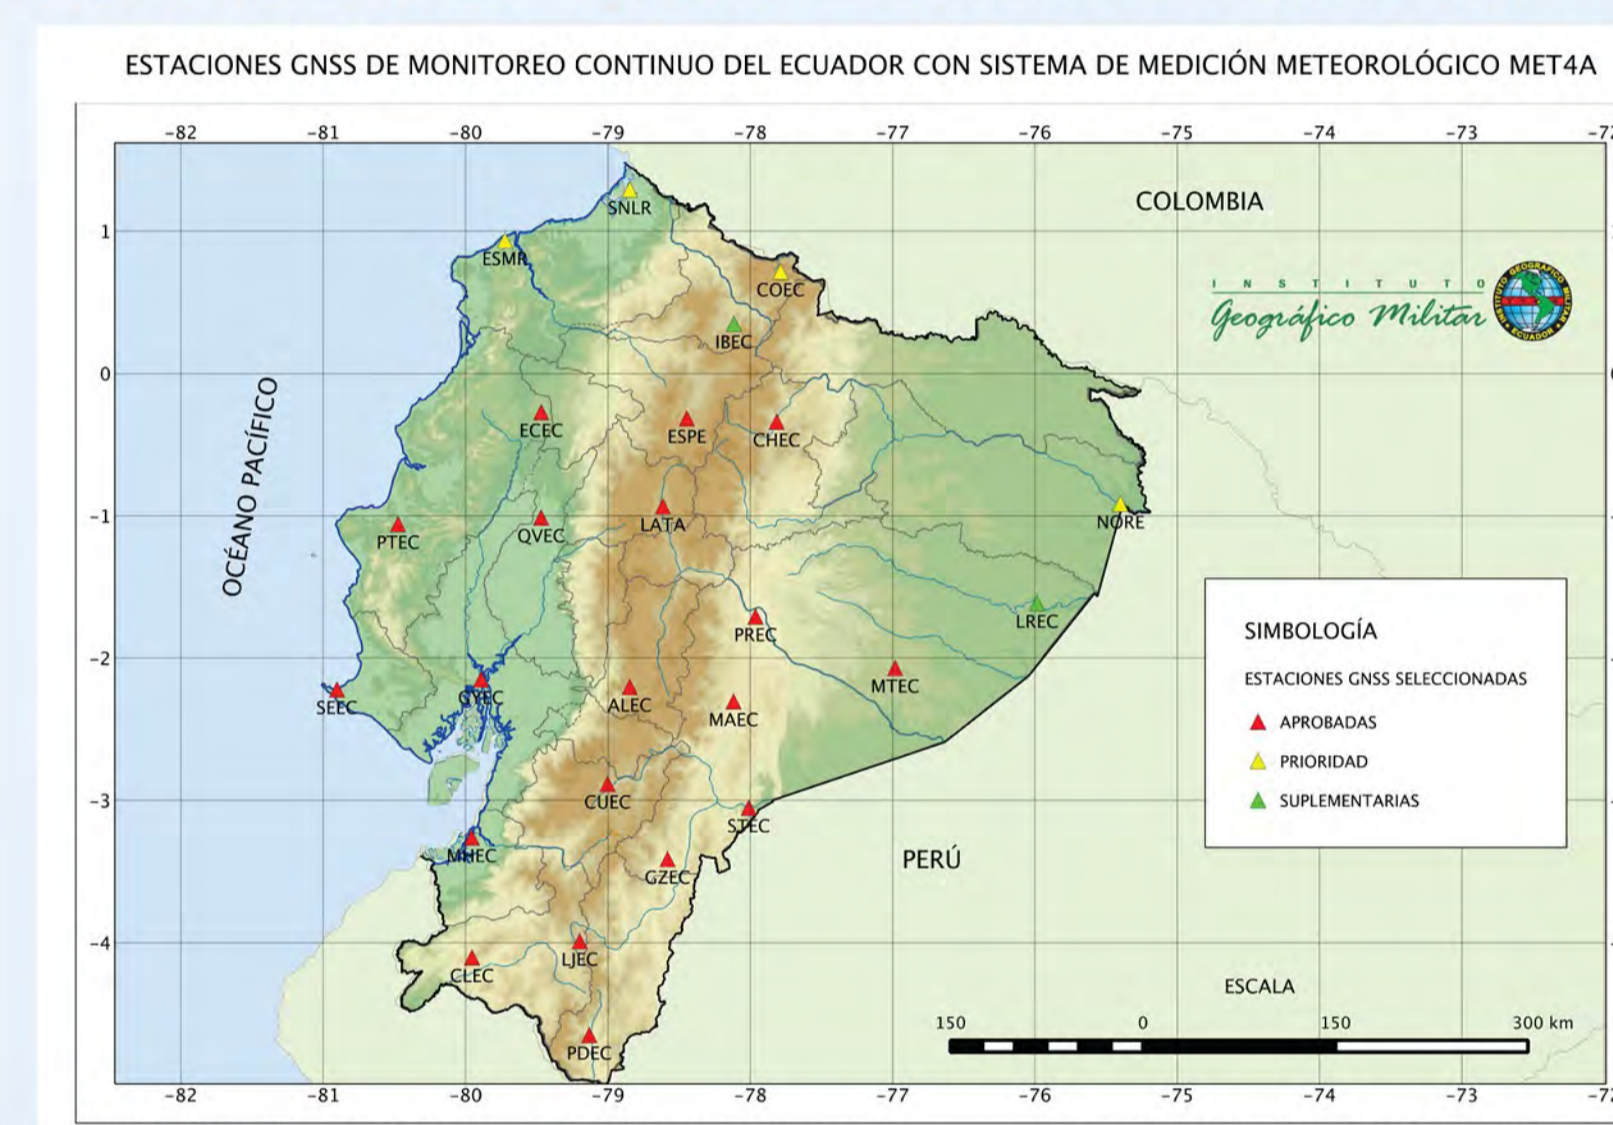 ESTACIONES GNSS DE MONITOREO CONTINUO DEL ECUADOR CON SISTEMA DE MEDICIÓN METEOROLÓGICO MET4A
-82 -81 -80 -79 -78 -77 -76 -75 -74 -73
SNLR
COLOMBIA
1
ESMR
COEC
INSTITUTO
Geográfico Militar
INSTITUTO GEOGRAFICO MILITAR
ECUADOR
IBEC
0
OCÉANO PACÍFICO
ECEC
ESPE
CHEC
-1
PTEC
QVEC
LATA
NORE
PREC
LREC
SIMBOLOGÍA
-2
ESTACIONES GNSS SELECCIONADAS
SEEC
GYEC
ALEC
MAEC
MTEC
APROBADAS
PRIORIDAD
-3
CUEC
STEC
SUPLEMENTARIAS
MHEC
GZEC
PERÚ
-4
CLEC
LJEC
ESCALA
150 0 150 300 km
PDEC
-82 -81 -80 -79 -78 -77 -76 -75 -74 -73